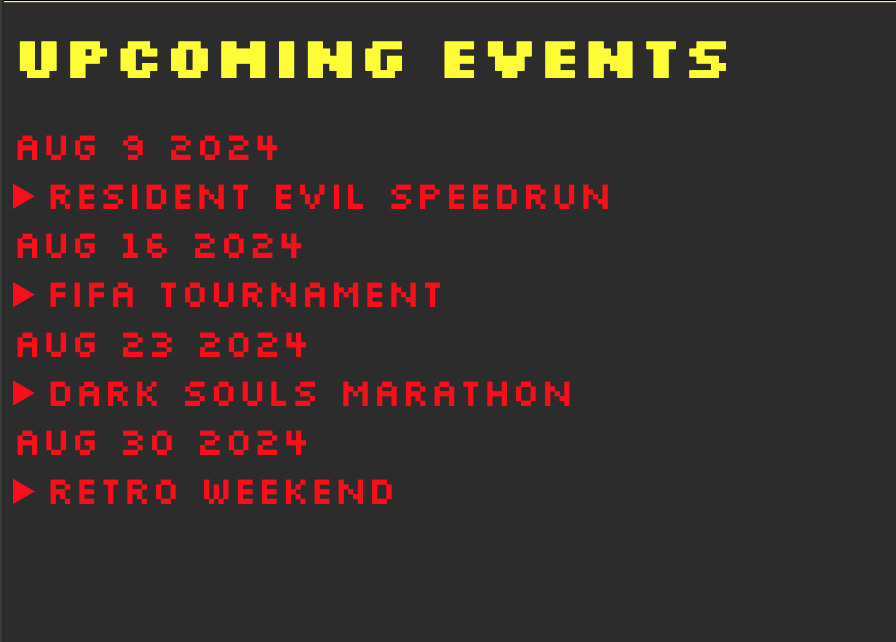 UPCOMING EVENTS
AUG 9 2024
▶ RESIDENT EVIL SPEEDRUN
AUG 16 2024
▶ FIFA TOURNAMENT
AUG 23 2024
▶ DARK SOULS MARATHON
AUG 30 2024
▶ RETRO WEEKEND